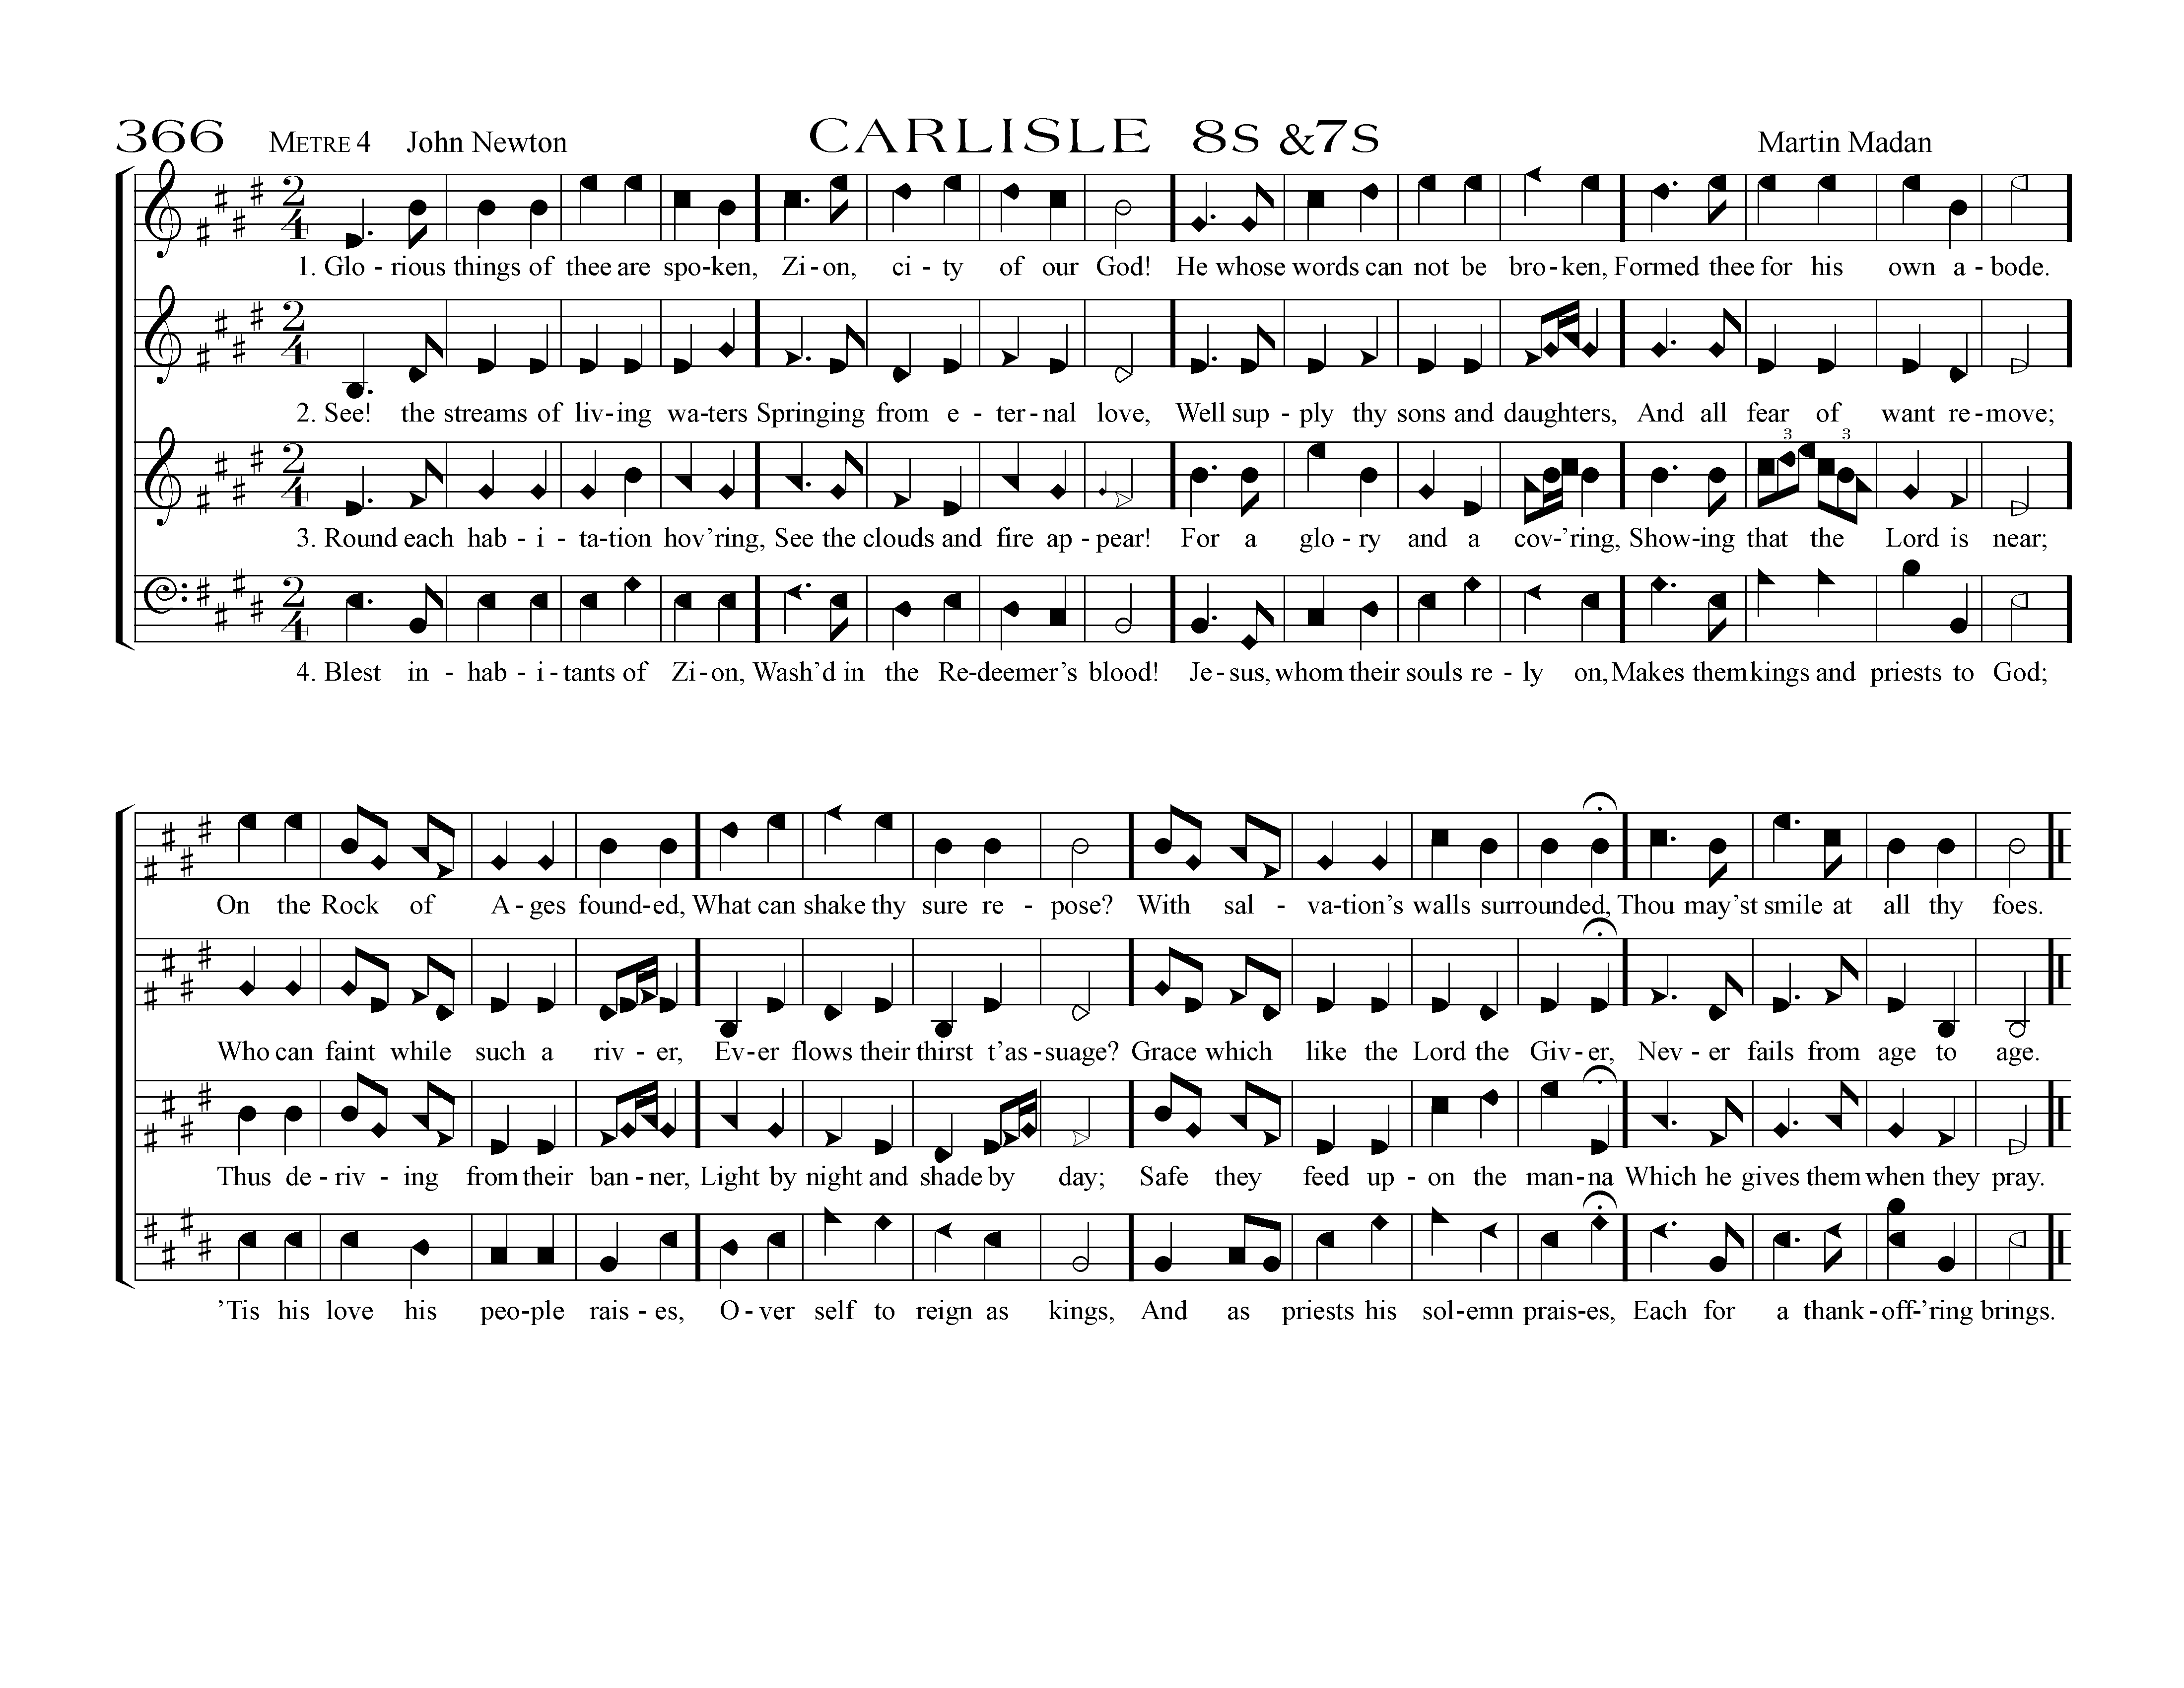 366 METRE 4 John Newton CARLISLE 8S &7S Martin Madan
2 4
1. Glo - rious things of thee are spo-ken, Zi-on, ci - ty of our God! He whose words can not be bro-ken, Formed thee for his own a - bode.
2 4
2. See! the streams of liv-ing wa-ters Springing from e - ter-nal love, Well sup - ply thy sons and daughters, And all fear of want re-move;
3 3
2 4
3. Round each hab - i - ta-tion hov’ring, See the clouds and fire ap-pear! For a glo - ry and a cov-’ring, Show-ing that the Lord is near;
2 4
4. Blest in - hab - i-tants of Zi-on, Wash’d in the Re-deemer’s blood! Je-sus, whom their souls re - ly on, Makes them kings and priests to God;
On the Rock of A-ges found-ed, What can shake thy sure re - pose? With sal - va-tion’s walls surrounded, Thou may’st smile at all thy foes.
Who can faint while such a riv - er, Ev-er flows their thirst t’as-suage? Grace which like the Lord the Giv-er, Nev - er fails from age to age.
Thus de-riv - ing from their ban-ner, Light by night and shade by day; Safe they feed up - on the man-na Which he gives them when they pray.
’Tis his love his peo-ple rais - es, O-ver self to reign as kings, And as priests his sol-emn prais-es, Each for a thank-off-’ring brings.